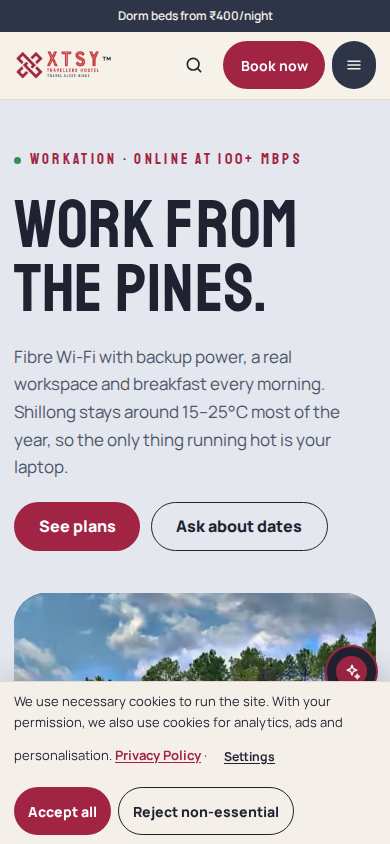 Dorm beds from ₹400/night
XTSY™
TRAVELLERS HOSTEL
Book now
WORKATION · ONLINE AT 100+ MBPS
WORK FROM
THE PINES.
Fibre Wi-Fi with backup power, a real
workspace and breakfast every morning.
Shillong stays around 15–25°C most of the
year, so the only thing running hot is your
laptop.
See plans
Ask about dates
We use necessary cookies to run the site. With your
permission, we also use cookies for analytics, ads and
personalisation. Privacy Policy · Settings
Accept all
Reject non-essential